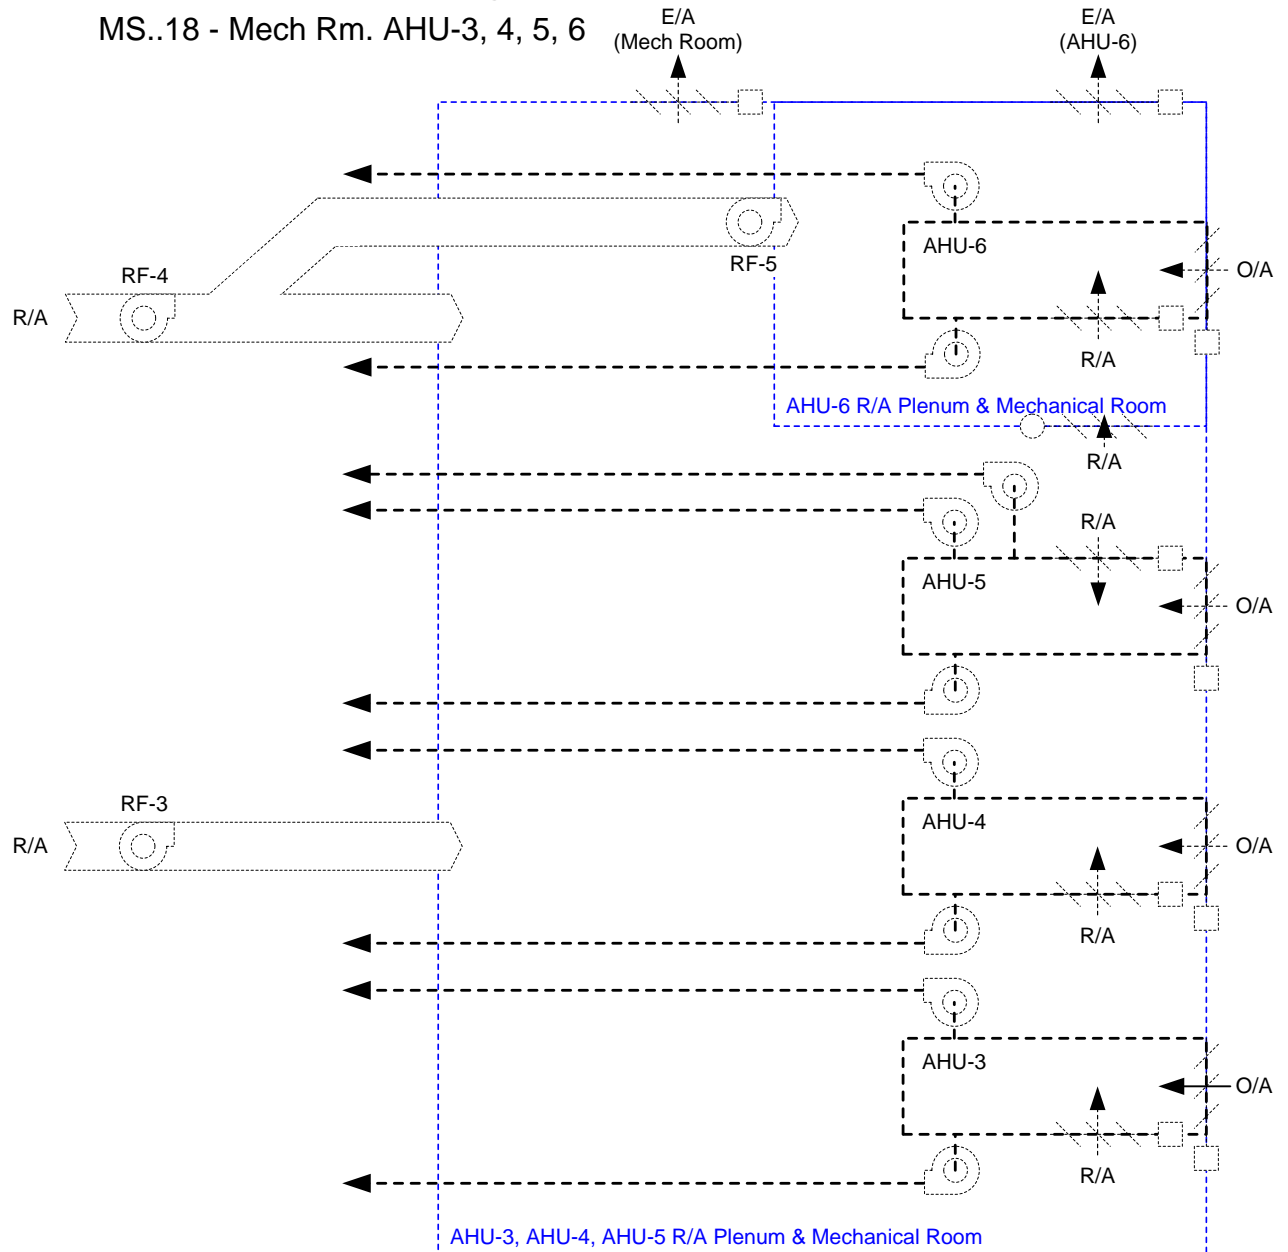 MS..18 - Mech Rm. AHU-3, 4, 5, 6
E/A
(Mech Room)
E/A
(AHU-6)
AHU-6
RF-5
RF-4
O/A
R/A
R/A
AHU-6 R/A Plenum & Mechanical Room
R/A
R/A
AHU-5
O/A
RF-3
AHU-4
R/A
O/A
R/A
AHU-3
O/A
R/A
AHU-3, AHU-4, AHU-5 R/A Plenum & Mechanical Room